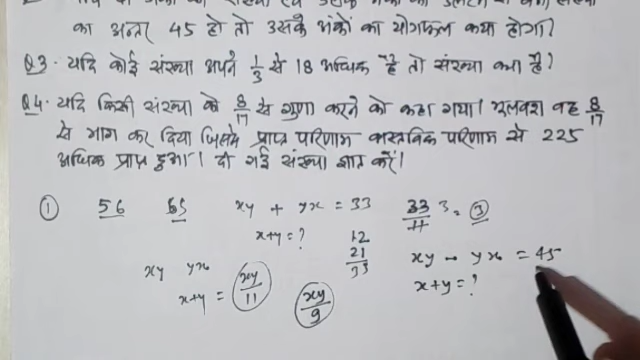 का अन्तर 45 हो तो उसके अंकों का योगफल क्या होगा।
Q.3. यदि कोई संख्या अपने 1/3 से 18 अधिक है तो संख्या क्या है?
Q.4. यदि किसी संख्या को 8/17 से गुणा करने को कहा गया। भूलवश वह 8/17
से भाग कर दिया जिससे प्राप्त परिणाम वास्तविक परिणाम से 225
अधिक प्राप्त हुआ। दी गई संख्या ज्ञात करें।
① 56 65 xy + yx = 33 33/11 3 = ③
x+y = ?
12
21
33
xy - yx = 45
x+y = ?
xy yx
x+y = xy/11 xy/9